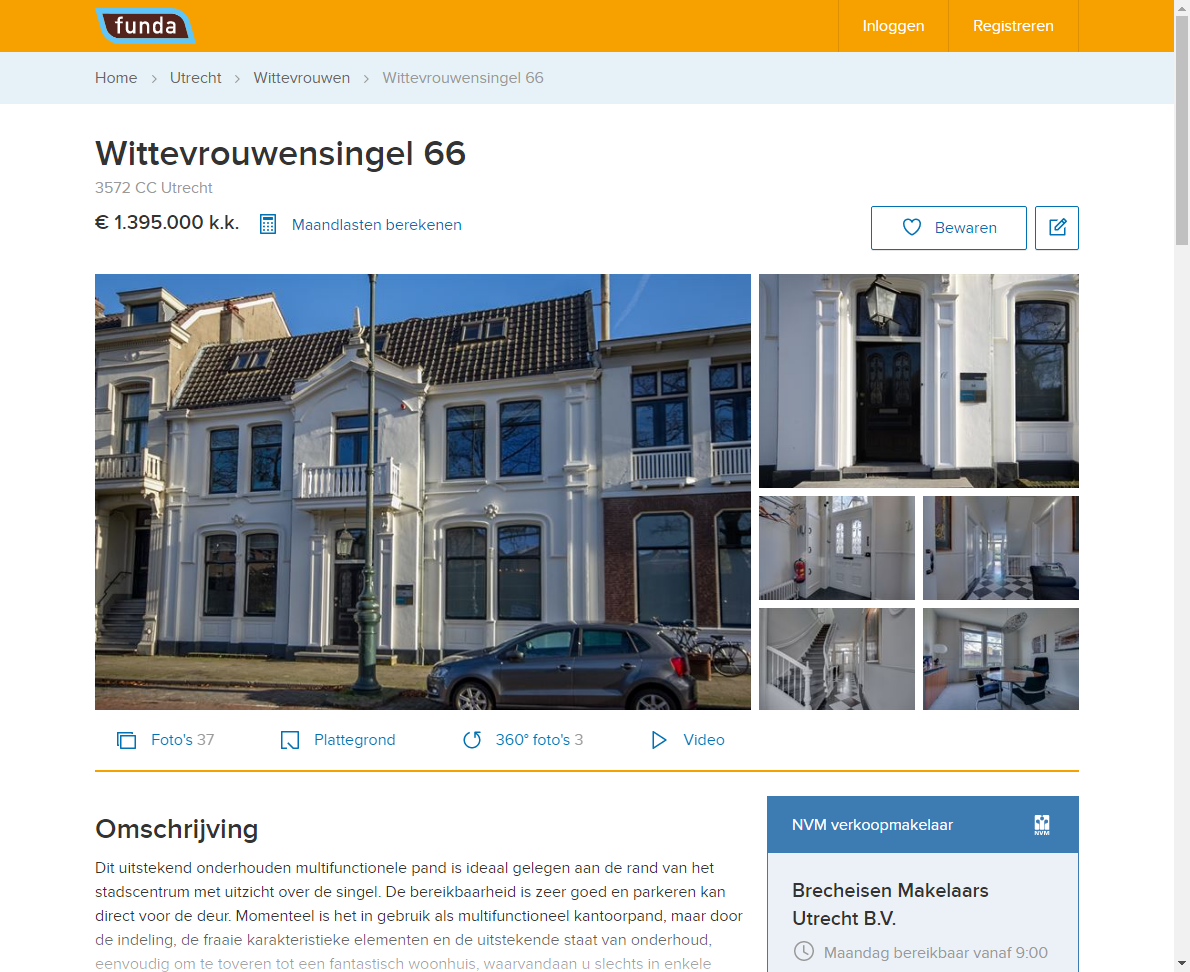 funda
Inloggen
Registreren
Home > Utrecht > Wittevrouwen > Wittevrouwensingel 66
Wittevrouwensingel 66
3572 CC Utrecht
€ 1.395.000 k.k.
Maandlasten berekenen
Bewaren
Foto's 37
Plattegrond
360° foto's 3
Video
Omschrijving
Dit uitstekend onderhouden multifunctionele pand is ideaal gelegen aan de rand van het
stadscentrum met uitzicht over de singel. De bereikbaarheid is zeer goed en parkeren kan
direct voor de deur. Momenteel is het in gebruik als multifunctioneel kantoorpand, maar door
de indeling, de fraaie karakteristieke elementen en de uitstekende staat van onderhoud,
eenvoudig om te toveren tot een fantastisch woonhuis, waarvandaan u slechts in enkele
NVM verkoopmakelaar
NVM
Brecheisen Makelaars
Utrecht B.V.
Maandag bereikbaar vanaf 9:00